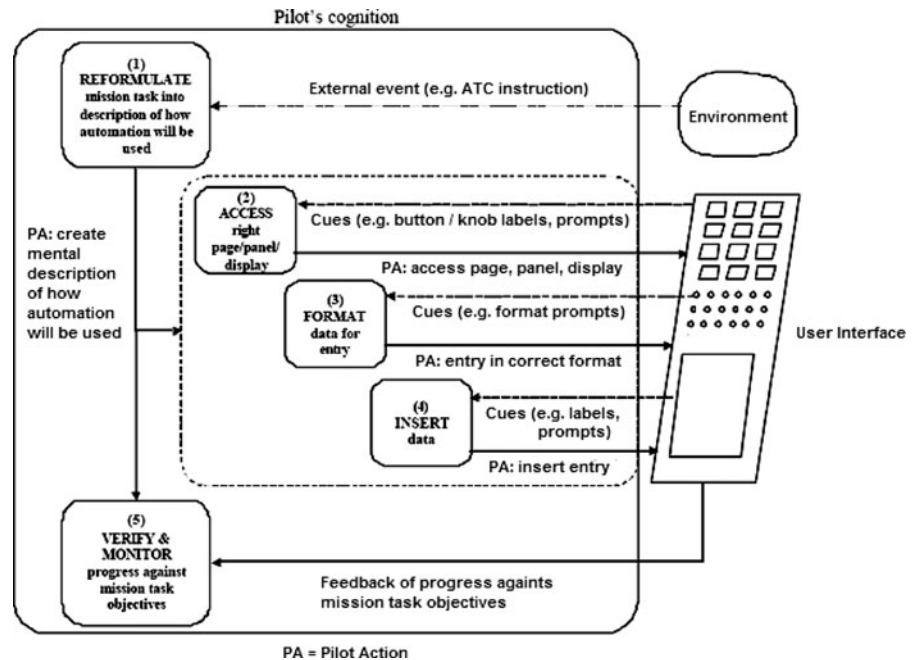 Pilot's cognition
(1)
REFORMULATE
mission task into
description of how
automation will be
used
External event (e.g. ATC instruction)
Environment
(2)
ACCESS
right
page/panel/
display
Cues (e.g. button / knob labels, prompts)
PA: access page, panel, display
PA: create
mental
description
of how
automation
will be used
(3)
FORMAT
data for
entry
Cues (e.g. format prompts)
PA: entry in correct format
User Interface
(4)
INSERT
data
Cues (e.g. labels,
prompts)
PA: insert entry
(5)
VERIFY &
MONITOR
progress against
mission task
objectives
Feedback of progress againts
mission task objectives
PA = Pilot Action